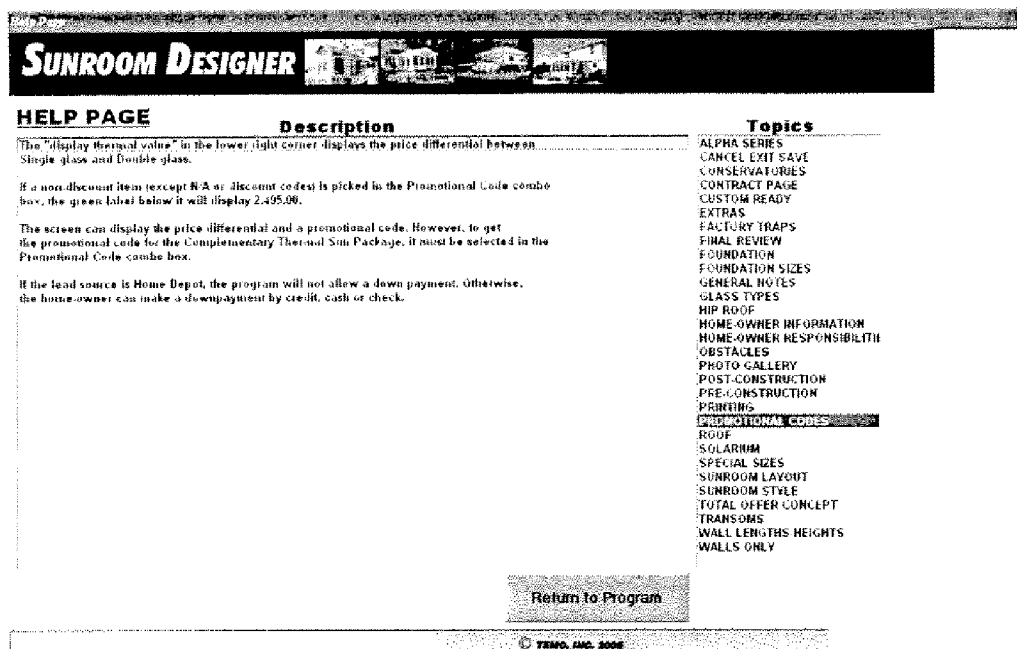 Help Page
SUNROOM DESIGNER
HELP PAGE
Description
The "display thermal value" in the lower right corner displays the price differential between
Single glass and Double glass.
If a non-discount item (except N/A or discount codes) is picked in the Promotional Code combo
box, the green label below it will display 2,495.00.
The screen can display the price differential and a promotional code. However, to get
the promotional code for the Complementary Thermal Sun Package, it must be selected in the
Promotional Code combo box.
If the lead source is Home Depot, the program will not allow a down payment. Otherwise,
the home-owner can make a downpayment by credit, cash or check.
Topics
ALPHA SERIES
CANCEL EXIT SAVE
CONSERVATORIES
CONTRACT PAGE
CUSTOM READY
EXTRAS
FACTORY TRAPS
FINAL REVIEW
FOUNDATION
FOUNDATION SIZES
GENERAL NOTES
GLASS TYPES
HIP ROOF
HOME-OWNER INFORMATION
HOME-OWNER RESPONSIBILITI
OBSTACLES
PHOTO GALLERY
POST-CONSTRUCTION
PRE-CONSTRUCTION
PRINTING
PROMOTIONAL CODES
ROOF
SOLARIUM
SPECIAL SIZES
SUNROOM LAYOUT
SUNROOM STYLE
TOTAL OFFER CONCEPT
TRANSOMS
WALL LENGTHS HEIGHTS
WALLS ONLY
Return to Program
© TEMO, INC. 2005